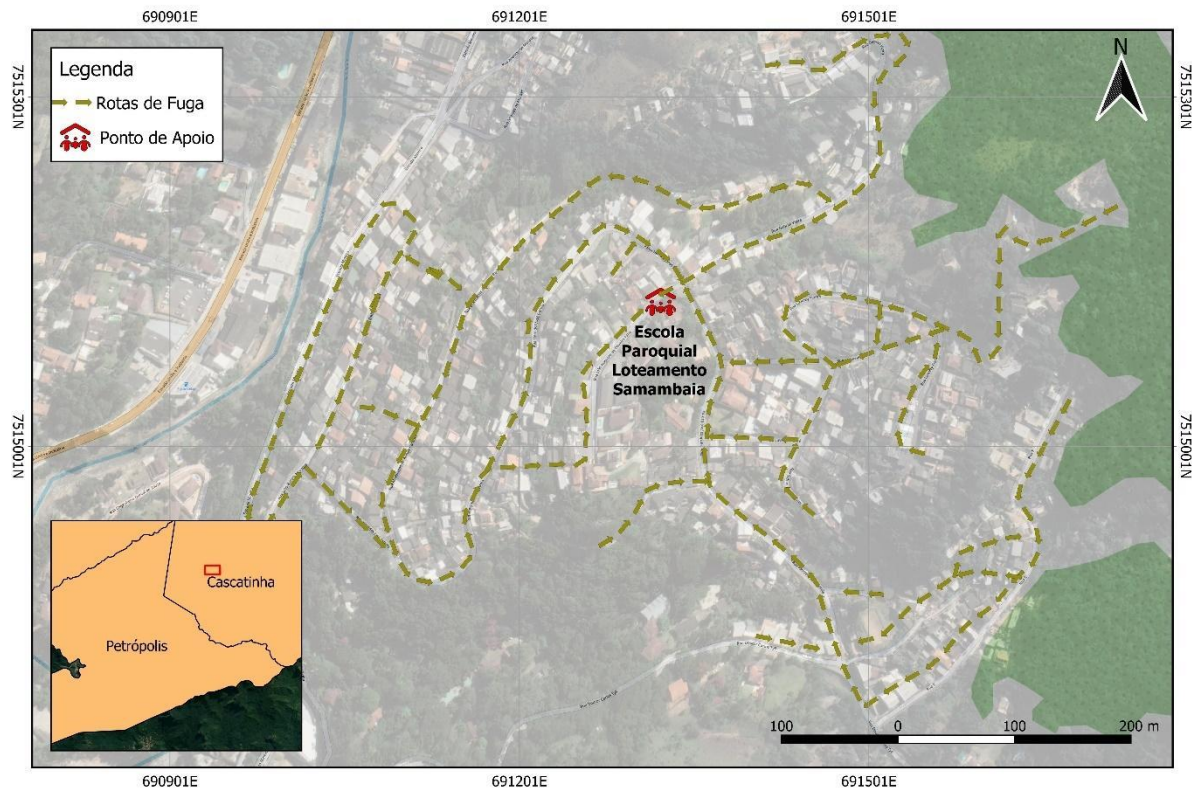 690901E
691201E
691501E
7515301N
7515301N
Legenda
Rotas de Fuga
Ponto de Apoio
N
Escola
Paroquial
Loteamento
Samambaia
7515001N
7515001N
Cascatinha
Petrópolis
100
0
100
200 m
690901E
691201E
691501E